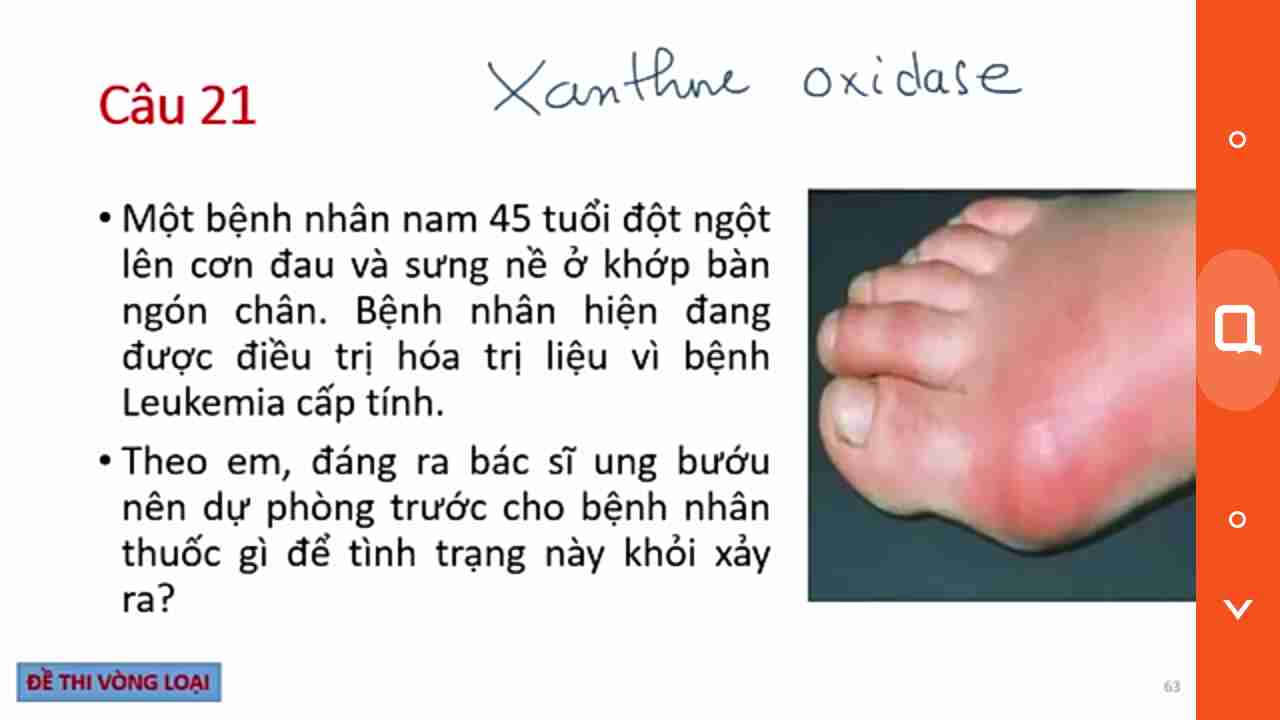 Xanthine oxidase
Câu 21
• Một bệnh nhân nam 45 tuổi đột ngột
lên cơn đau và sưng nề ở khớp bàn
ngón chân. Bệnh nhân hiện đang
được điều trị hóa trị liệu vì bệnh
Leukemia cấp tính.
• Theo em, đáng ra bác sĩ ung bướu
nên dự phòng trước cho bệnh nhân
thuốc gì để tình trạng này khỏi xảy
ra?
ĐỀ THI VÒNG LOẠI
63